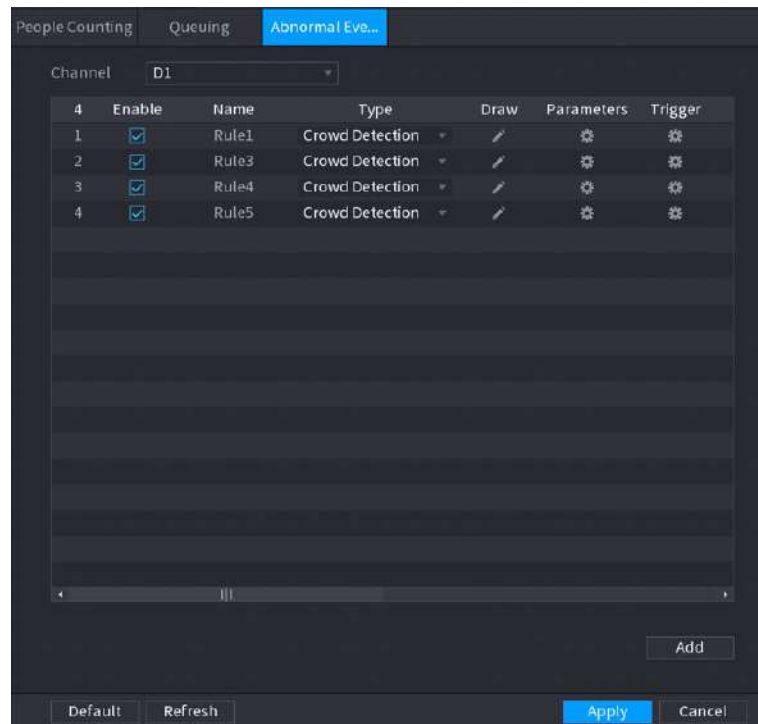 People Counting Queuing Abnormal Eve...
Channel D1
4 Enable Name Type Draw Parameters Trigger
1 Rule1 Crowd Detection
2 Rule3 Crowd Detection
3 Rule4 Crowd Detection
4 Rule5 Crowd Detection
Add
Default Refresh Apply Cancel